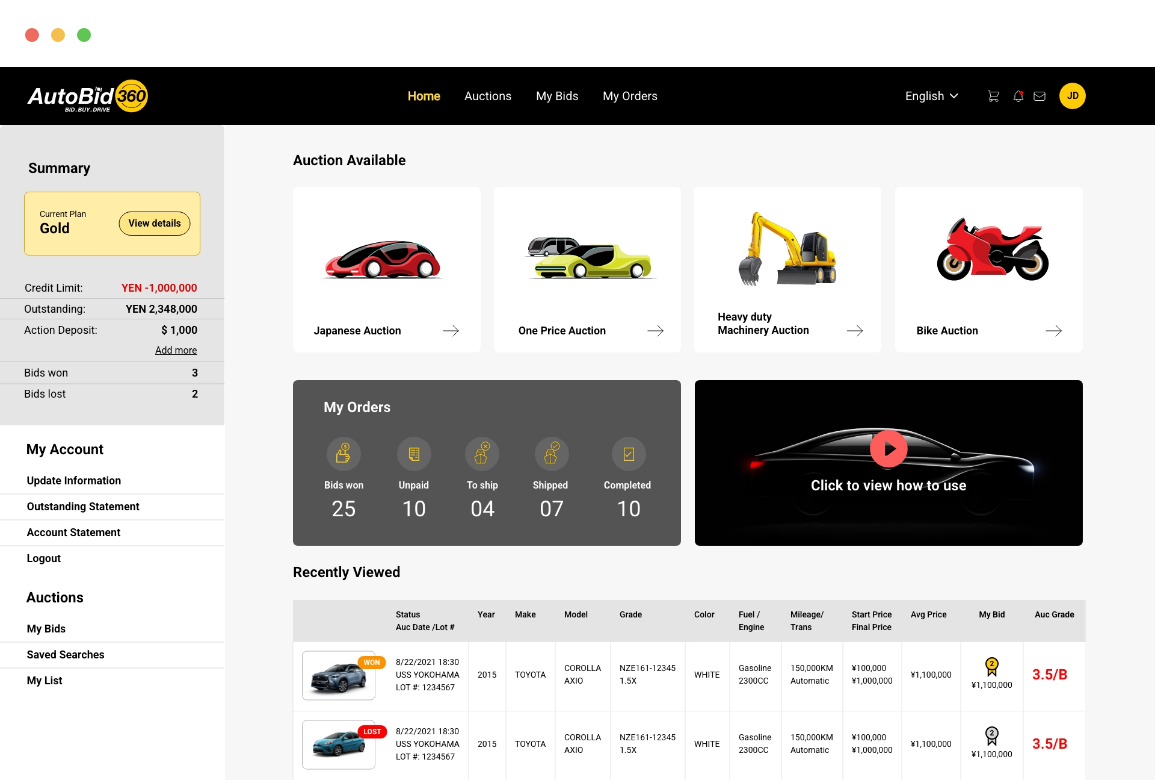 AutoBid 360
TM
BID . BUY . DRIVE
Home
Auctions
My Bids
My Orders
English
JD
Summary
Current Plan
Gold
View details
Credit Limit: YEN -1,000,000
Outstanding: YEN 2,348,000
Action Deposit: $ 1,000
Add more
Bids won 3
Bids lost 2
My Account
Update Information
Outstanding Statement
Account Statement
Logout
Auctions
My Bids
Saved Searches
My List
Auction Available
Japanese Auction
One Price Auction
Heavy duty
Machinery Auction
Bike Auction
My Orders
Bids won
25
Unpaid
10
To ship
04
Shipped
07
Completed
10
Click to view how to use
Recently Viewed
Status
Auc Date /Lot #
Year
Make
Model
Grade
Color
Fuel /
Engine
Mileage/
Trans
Start Price
Final Price
Avg Price
My Bid
Auc Grade
WON
8/22/2021 18:30
USS YOKOHAMA
LOT #: 1234567
2015
TOYOTA
COROLLA
AXIO
NZE161-12345
1.5X
WHITE
Gasoline
2300CC
150,000KM
Automatic
¥100,000
¥1,000,000
¥1,100,000
2
¥1,100,000
3.5/B
LOST
8/22/2021 18:30
USS YOKOHAMA
LOT #: 1234567
2015
TOYOTA
COROLLA
AXIO
NZE161-12345
1.5X
WHITE
Gasoline
2300CC
150,000KM
Automatic
¥100,000
¥1,000,000
¥1,100,000
2
¥1,100,000
3.5/B